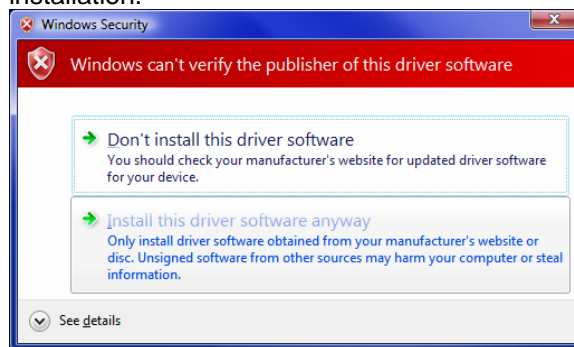 installation.
Windows Security
Windows can't verify the publisher of this driver software
Don't install this driver software
You should check your manufacturer's website for updated driver software
for your device.
Install this driver software anyway
Only install driver software obtained from your manufacturer's website or
disc. Unsigned software from other sources may harm your computer or steal
information.
See details